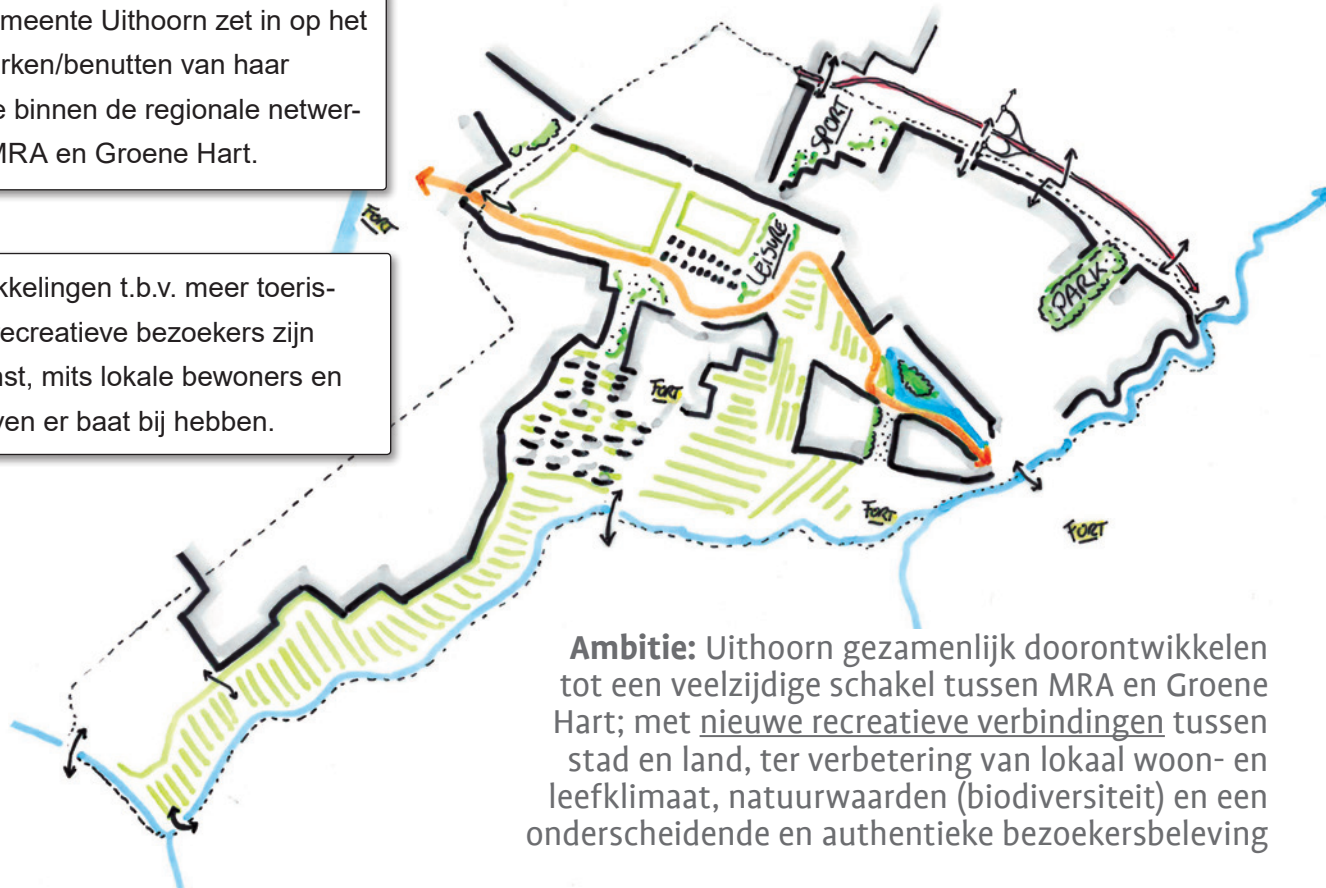 meente Uithoorn zet in op het
rken/benutten van haar
e binnen de regionale netwer-
MRA en Groene Hart.
kkelingen t.b.v. meer toeris-
ecreatieve bezoekers zijn
nst, mits lokale bewoners en
ven er baat bij hebben.
SPORT
FORT
LEISURE
PARK
FORT
FORT
FORT
Ambitie: Uithoorn gezamenlijk doorontwikkelen
tot een veelzijdige schakel tussen MRA en Groene
Hart; met nieuwe recreatieve verbindingen tussen
stad en land, ter verbetering van lokaal woon- en
leefklimaat, natuurwaarden (biodiversiteit) en een
onderscheidende en authentieke bezoekersbeleving